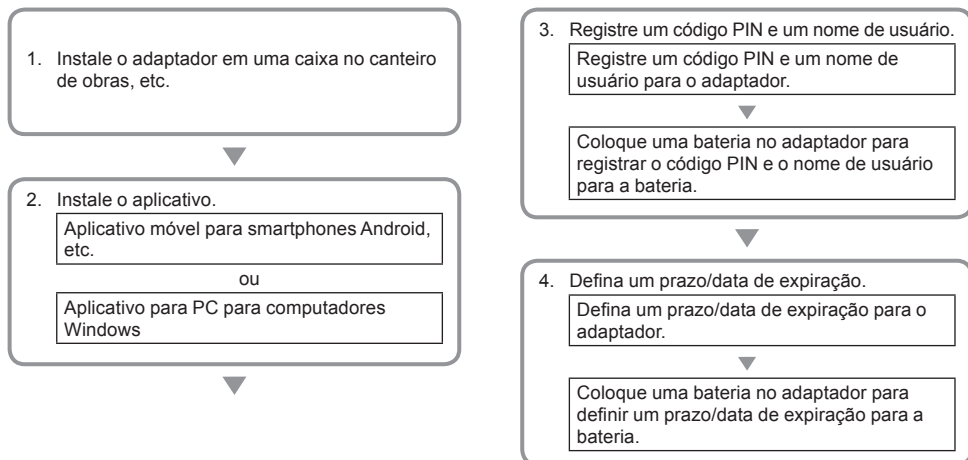 1. Instale o adaptador em uma caixa no canteiro
de obras, etc.
2. Instale o aplicativo.
Aplicativo móvel para smartphones Android,
etc.
ou
Aplicativo para PC para computadores
Windows
3. Registre um código PIN e um nome de usuário.
Registre um código PIN e um nome de
usuário para o adaptador.
Coloque uma bateria no adaptador para
registrar o código PIN e o nome de usuário
para a bateria.
4. Defina um prazo/data de expiração.
Defina um prazo/data de expiração para o
adaptador.
Coloque uma bateria no adaptador para
definir um prazo/data de expiração para a
bateria.